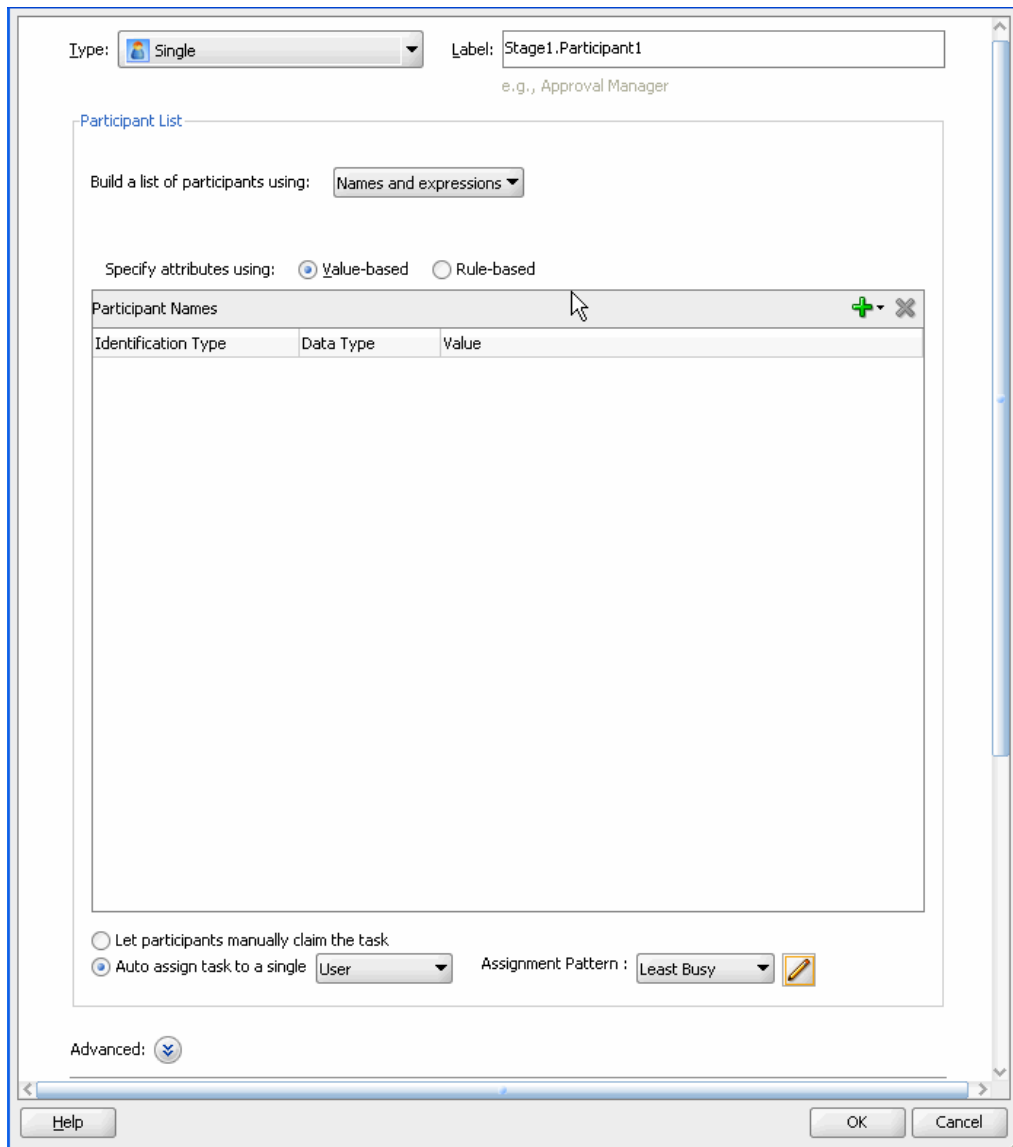 Type: Single Label: Stage1.Participant1
e.g., Approval Manager
Participant List
Build a list of participants using: Names and expressions
Specify attributes using: Value-based Rule-based
Participant Names
Identification Type Data Type Value
Let participants manually claim the task
Auto assign task to a single User Assignment Pattern : Least Busy
Advanced:
Help OK Cancel